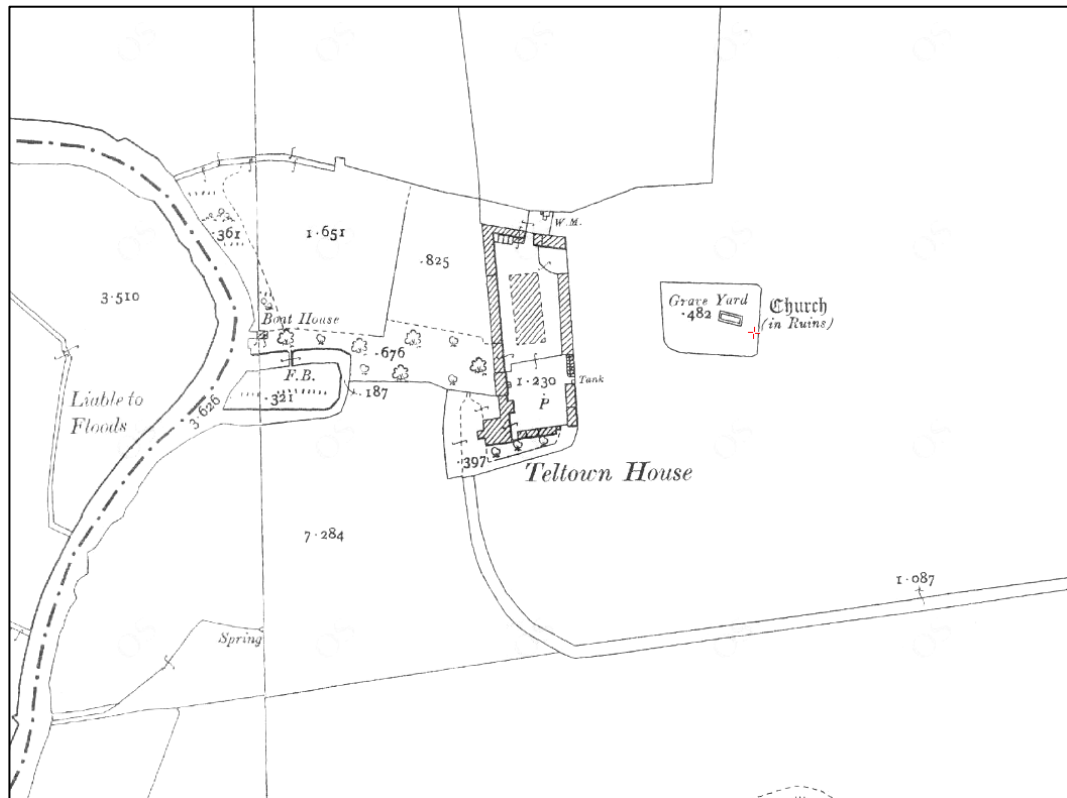 W.M.
·361
1·651
·825
3·510
Grave Yard
·482
Church
(in Ruins)
Boat House
·676
F.B.
1·230
Tank
·321
·187
P
Liable to
Floods
3·626
·397
Teltown House
7·284
1·087
Spring
OS